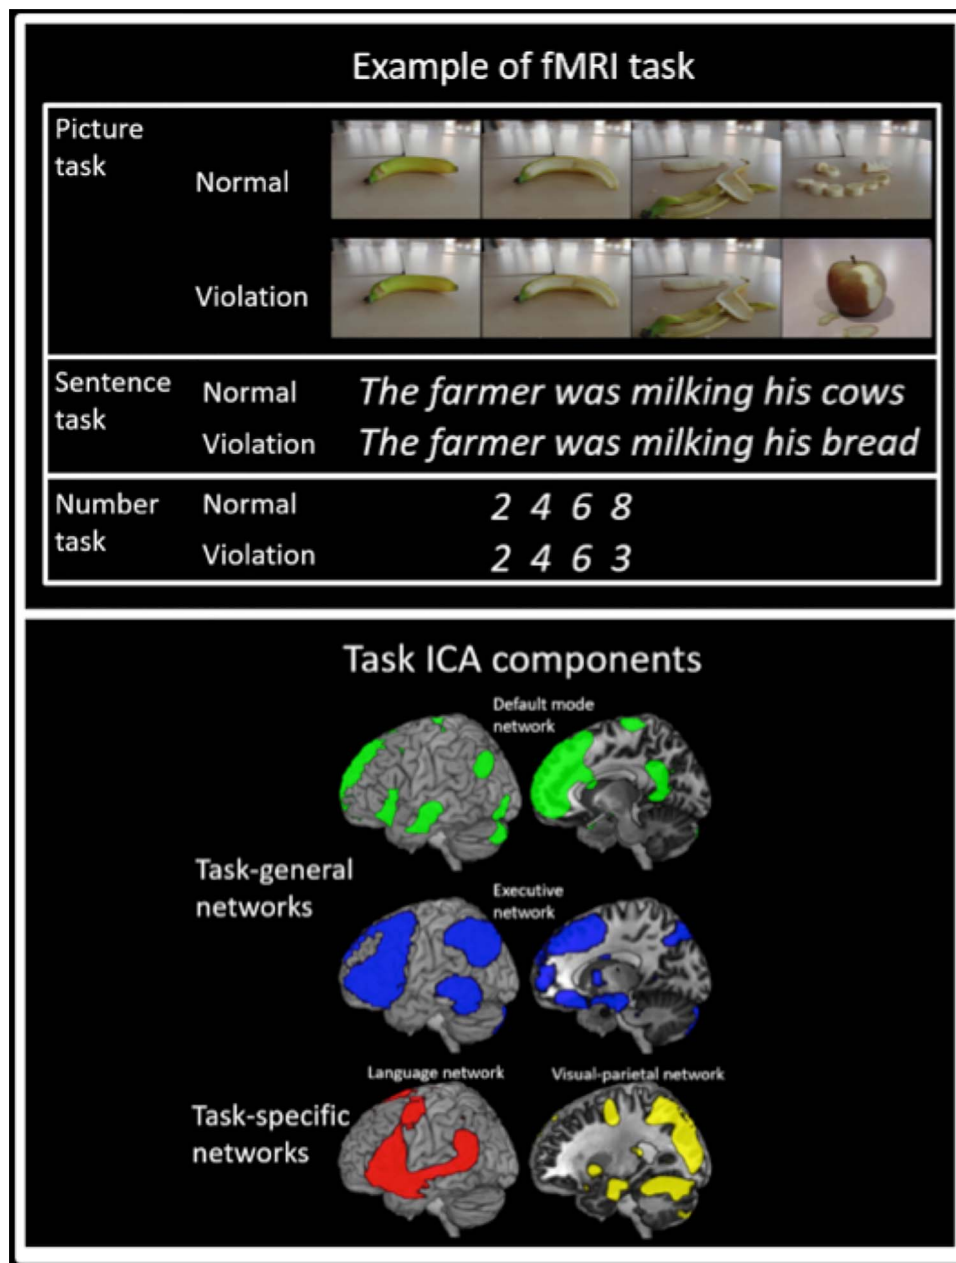 Example of fMRI task
Picture
task
Normal
Violation
Sentence
task
Normal
The farmer was milking his cows
Violation
The farmer was milking his bread
Number
task
Normal
2 4 6 8
Violation
2 4 6 3
Task ICA components
Default mode
network
Task-general
networks
Executive
network
Language network
Visual-parietal network
Task-specific
networks